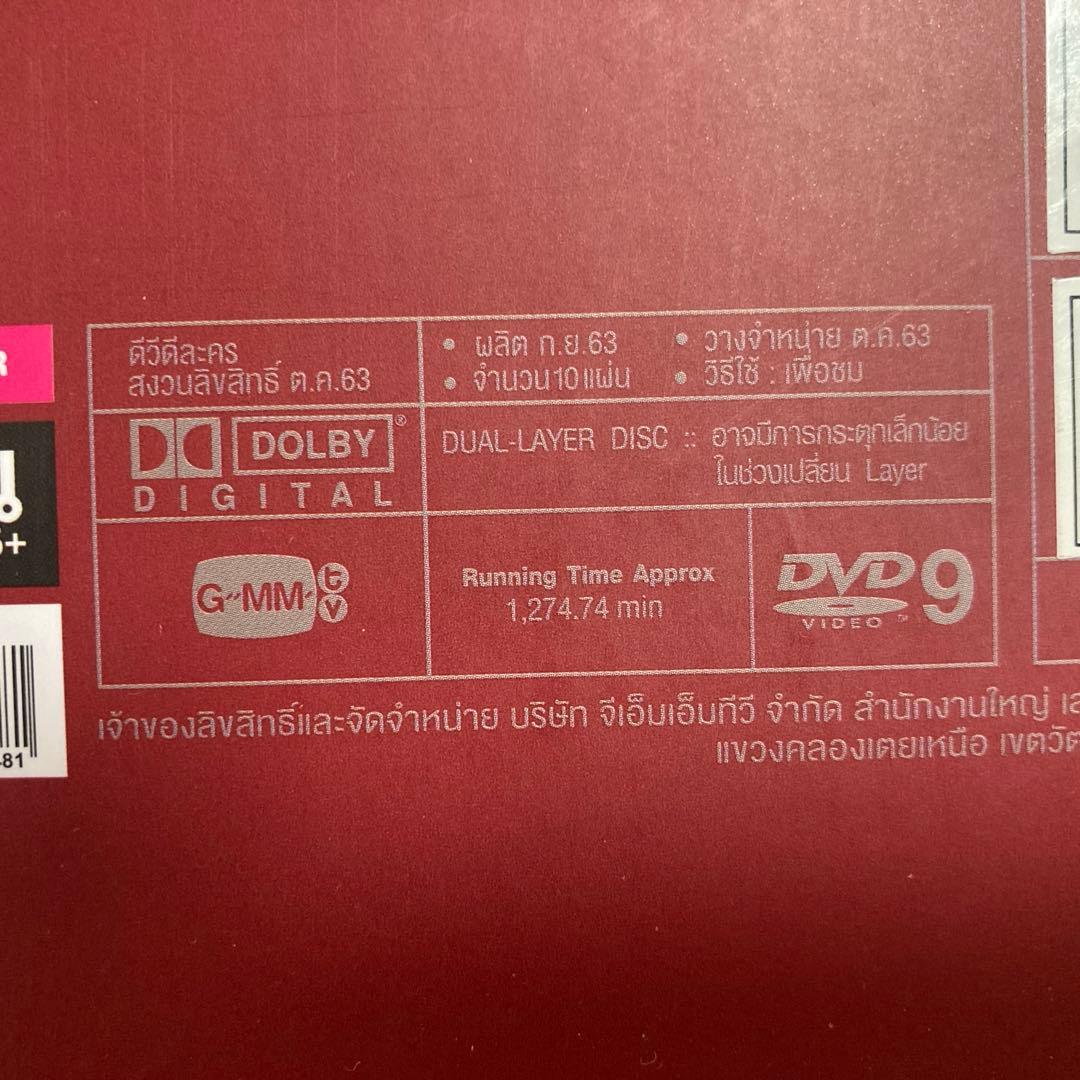 R
ดีวีดีละคร
สงวนลิขสิทธิ์ ต.ค.63
• ผลิต ก.ย.63 • วางจำหน่าย ต.ค.63
• จำนวน10แผ่น • วิธีใช้ : เพื่อชม
DOLBY®
DIGITAL
DUAL-LAYER DISC :: อาจมีการกระตุกเล็กน้อย
ในช่วงเปลี่ยน Layer
G"MM'TV
Running Time Approx
1,274.74 min
DVD 9
VIDEO ™
เจ้าของลิขสิทธิ์และจัดจำหน่าย บริษัท จีเอ็มเอ็มทีวี จำกัด สำนักงานใหญ่
แขวงคลองเตยเหนือ
81